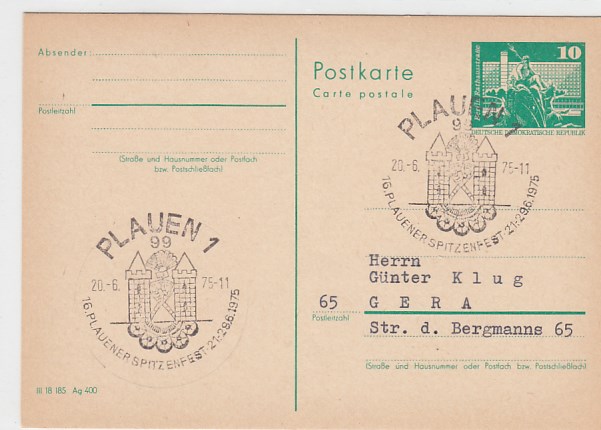 Absender:
Postleitzahl
(Straße und Hausnummer oder Postfach
bzw. Postschließfach)
PLAUEN 1
99
20.-6. 75-11
16. PLAUENER SPITZENFEST·21-29.6.1975
III 18 185 Ag 400
Postkarte
Carte postale
10
DEUTSCHE DEMOKRATISCHE REPUBLIK
PLAUEN 1
99
20.-6. 75-11
16. PLAUENER SPITZENFEST·21-29.6.1975
Herrn
Günter Klug
65 GERA
Postleitzahl
Str. d. Bergmanns 65
(Straße und Hausnummer oder Postfach bzw. Postschließfach)